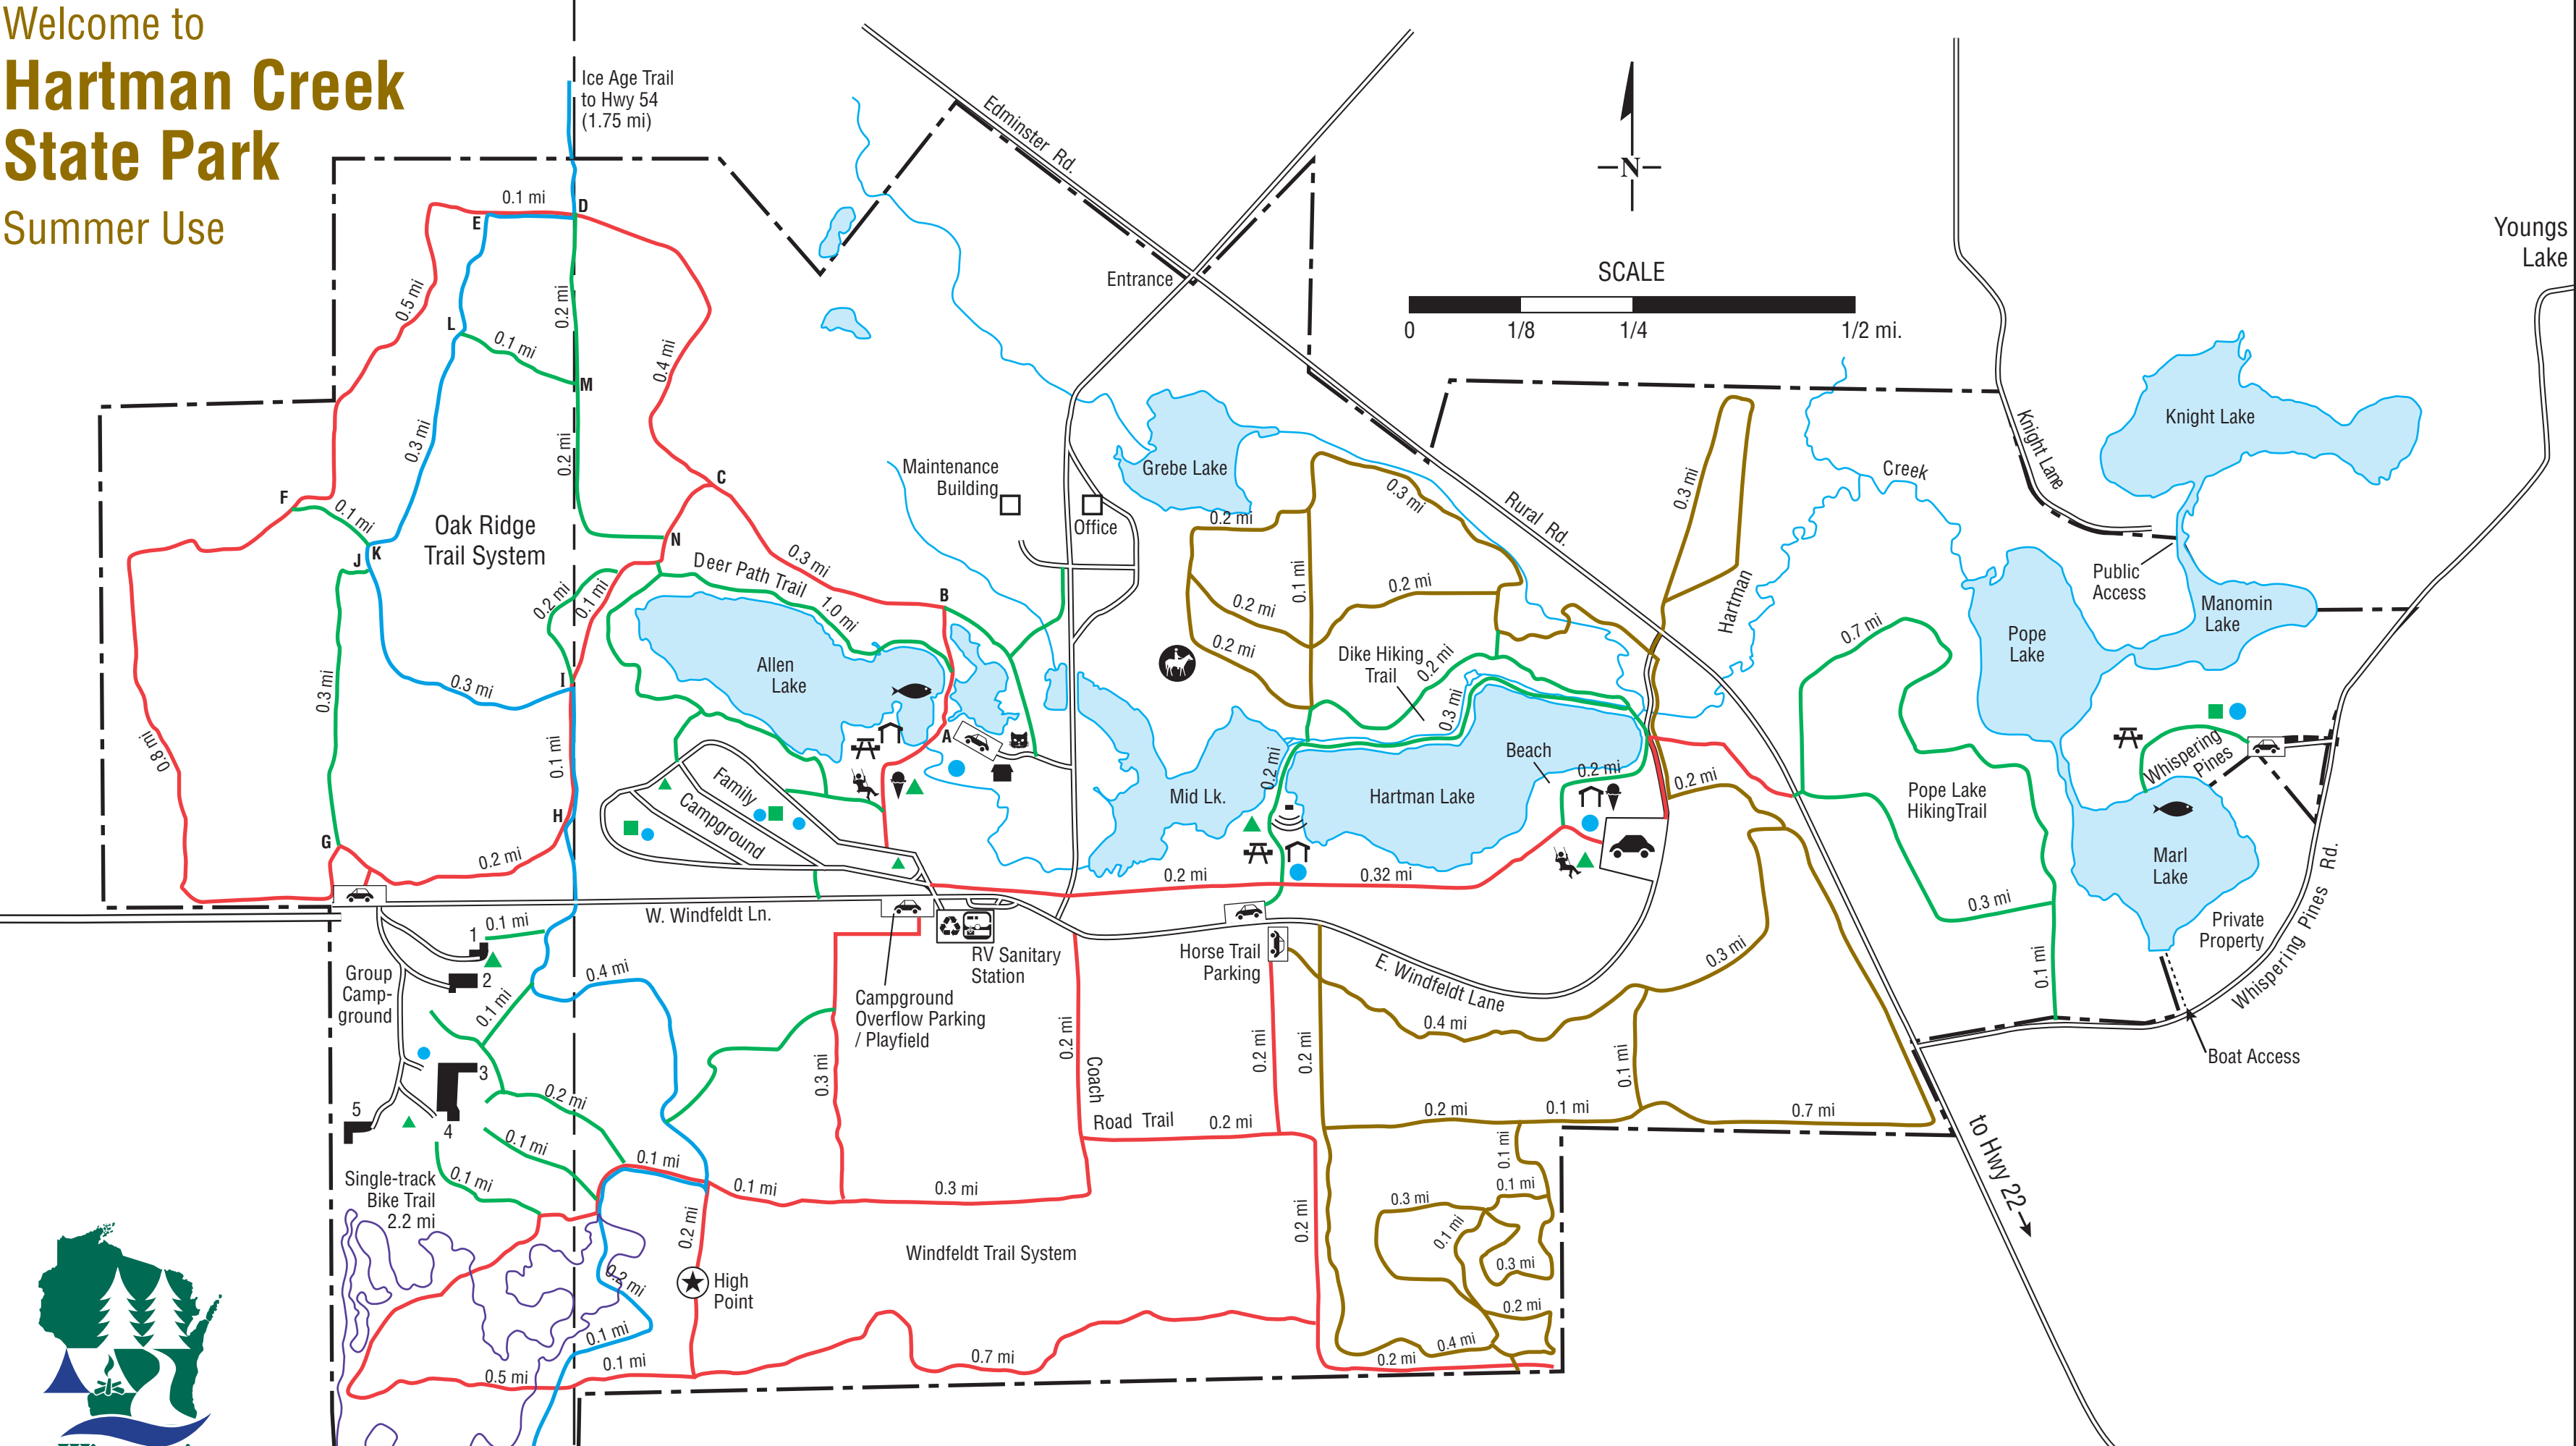 Welcome to
Hartman Creek
State Park
Summer Use
Ice Age Trail
to Hwy 54
(1.75 mi)
Edminster Rd.
N
Entrance
SCALE
0 1/8 1/4 1/2 mi.
Youngs
Lake
0.1 mi
D
E
0.5 mi
0.2 mi
L
0.1 mi
0.4 mi
M
0.3 mi
0.2 mi
F
0.1 mi
K
J
Oak Ridge
Trail System
C
N
0.3 mi
Deer Path Trail
1.0 mi
B
0.2 mi
0.1 mi
I
0.3 mi
0.3 mi
0.8 mi
0.1 mi
H
G
0.2 mi
Maintenance
Building
Office
Grebe Lake
Allen
Lake
A
Family
Campground
Mid Lk.
0.2 mi
0.3 mi
0.1 mi
0.2 mi
0.2 mi
0.2 mi
Dike Hiking
Trail
0.2 mi
0.3 mi
0.2 mi
Hartman Lake
Beach
0.2 mi
0.2 mi
0.32 mi
Rural Rd.
0.3 mi
Hartman
Creek
Knight Lane
Knight Lake
Public
Access
Manomin
Lake
Pope
Lake
0.7 mi
Pope Lake
HikingTrail
0.3 mi
0.1 mi
Whispering
Pines
Marl
Lake
Private
Property
Whispering Pines Rd.
Boat Access
0.2 mi
0.3 mi
W. Windfeldt Ln.
RV Sanitary
Station
Campground
Overflow Parking
/ Playfield
Horse Trail
Parking
E. Windfeldt Lane
0.4 mi
0.1 mi
1
2
Group
Camp-
ground
0.1 mi
0.4 mi
3
5
4
0.2 mi
0.1 mi
0.1 mi
Single-track
Bike Trail
2.2 mi
0.1 mi
0.1 mi
0.3 mi
0.3 mi
0.2 mi
Coach
Road Trail
0.2 mi
0.2 mi
0.2 mi
0.2 mi
0.1 mi
0.1 mi
0.7 mi
to Hwy 22
0.2 mi
High
Point
Windfeldt Trail System
0.2 mi
0.1 mi
0.1 mi
0.5 mi
0.7 mi
0.2 mi
0.1 mi
0.1 mi
0.3 mi
0.1 mi
0.3 mi
0.2 mi
0.4 mi
0.2 mi